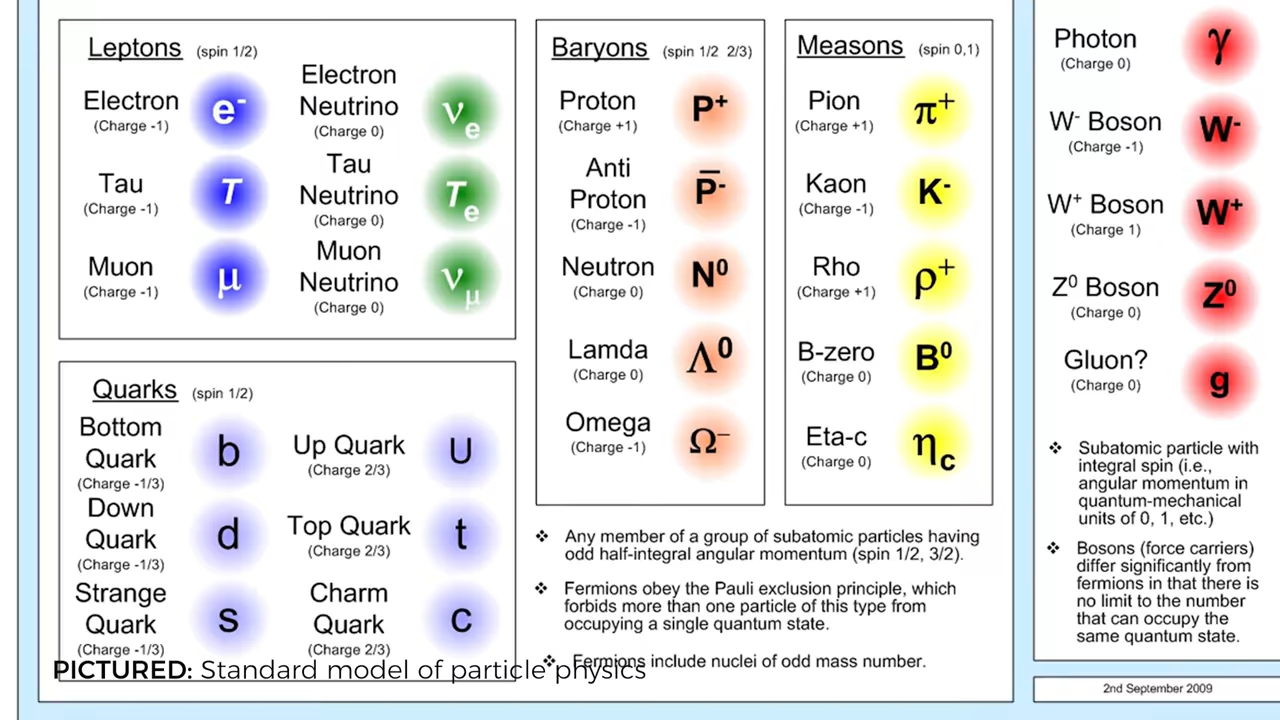 Leptons (spin 1/2)
Electron
(Charge -1)
e-
Electron
Neutrino
(Charge 0)
νe
Tau
(Charge -1)
T
Tau
Neutrino
(Charge 0)
Te
Muon
(Charge -1)
μ
Muon
Neutrino
(Charge 0)
νμ
Quarks (spin 1/2)
Bottom
Quark
(Charge -1/3)
b
Up Quark
(Charge 2/3)
U
Down
Quark
(Charge -1/3)
d
Top Quark
(Charge 2/3)
t
Strange
Quark
(Charge -1/3)
s
Charm
Quark
(Charge 2/3)
c
Baryons (spin 1/2 2/3)
Proton
(Charge +1)
P+
Anti
Proton
(Charge -1)
P̅-
Neutron
(Charge 0)
N0
Lamda
(Charge 0)
Λ0
Omega
(Charge -1)
Ω−
Measons (spin 0,1)
Pion
(Charge +1)
π+
Kaon
(Charge -1)
K-
Rho
(Charge +1)
ρ+
B-zero
(Charge 0)
B0
Eta-c
(Charge 0)
ηc
❖ Any member of a group of subatomic particles having
odd half-integral angular momentum (spin 1/2, 3/2).
❖ Fermions obey the Pauli exclusion principle, which
forbids more than one particle of this type from
occupying a single quantum state.
❖ Fermions include nuclei of odd mass number.
Photon
(Charge 0)
γ
W- Boson
(Charge -1)
W-
W+ Boson
(Charge 1)
W+
Z0 Boson
(Charge 0)
Z0
Gluon?
(Charge 0)
g
❖ Subatomic particle with
integral spin (i.e.,
angular momentum in
quantum-mechanical
units of 0, 1, etc.)
❖ Bosons (force carriers)
differ significantly from
fermions in that there is
no limit to the number
that can occupy the
same quantum state.
2nd September 2009
PICTURED: Standard model of particle physics